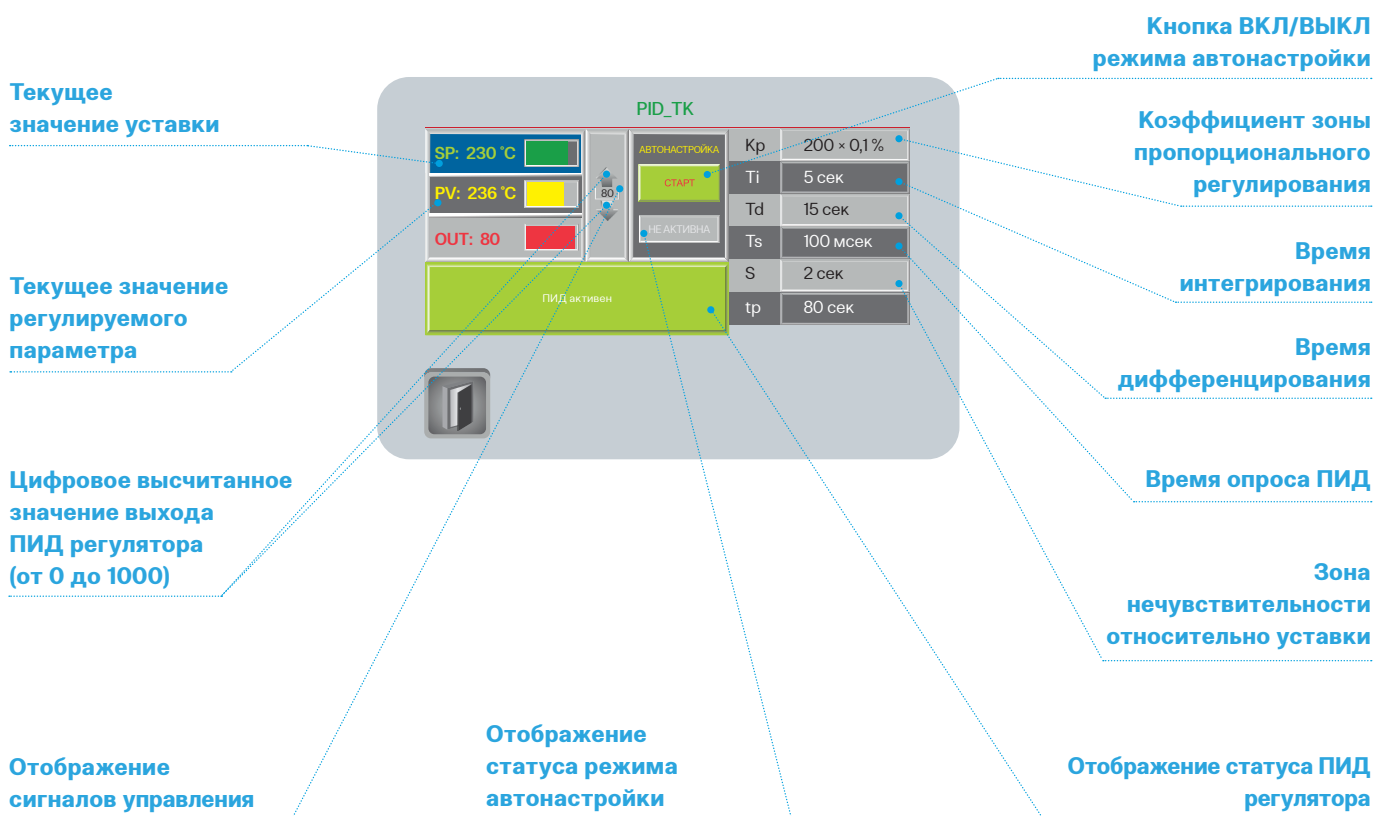 Кнопка ВКЛ/ВЫКЛ
режима автонастройки
Текущее
значение уставки
Коэффициент зоны
пропорционального
регулирования
PID_TK
SP: 230 °C
PV: 236 °C
OUT: 80
80
АВТОНАСТРОЙКА
СТАРТ
НЕ АКТИВНА
Kp 200 × 0,1 %
Ti 5 сек
Td 15 сек
Ts 100 мсек
S 2 сек
tp 80 сек
ПИД активен
Время
интегрирования
Текущее значение
регулируемого
параметра
Время
дифференцирования
Цифровое высчитанное
значение выхода
ПИД регулятора
(от 0 до 1000)
Время опроса ПИД
Зона
нечувствительности
относительно уставки
Отображение
сигналов управления
Отображение
статуса режима
автонастройки
Отображение статуса ПИД
регулятора